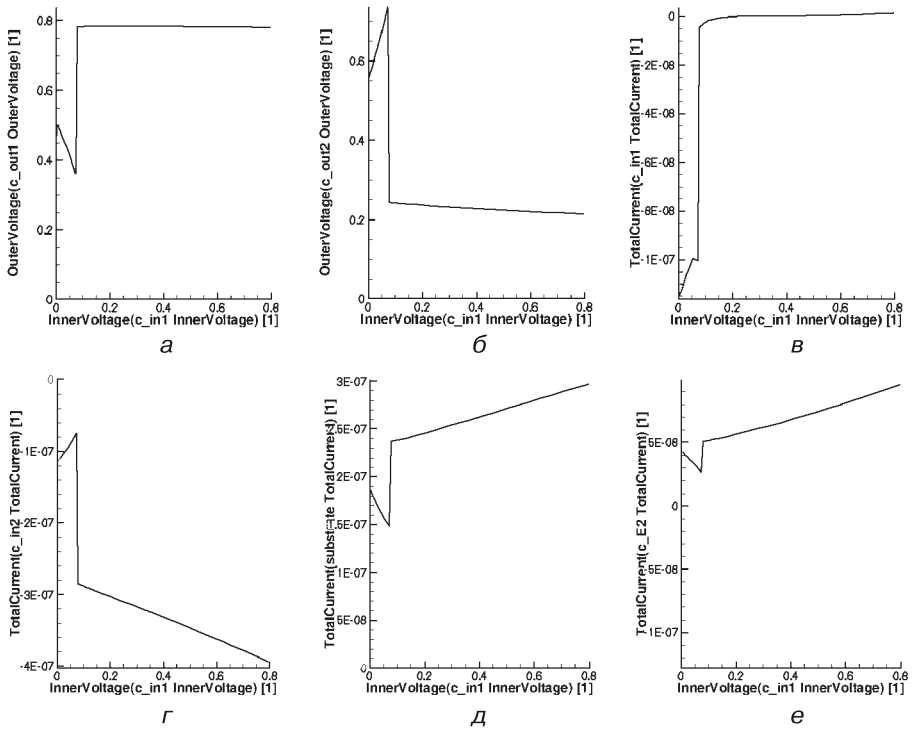 OuterVoltage(c_out1 OuterVoltage) [1]
0.8
0.6
0.4
0.2
0
0 0.2 0.4 0.6 0.8
InnerVoltage(c_in1 InnerVoltage) [1]
а
OuterVoltage(c_out2 OuterVoltage) [1]
0.6
0.4
0.2
0
0 0.2 0.4 0.6 0.8
InnerVoltage(c_in1 InnerVoltage) [1]
б
TotalCurrent(c_in1 TotalCurrent) [1]
0
-2E-08
-4E-08
-6E-08
-8E-08
-1E-07
0 0.2 0.4 0.6 0.8
InnerVoltage(c_in1 InnerVoltage) [1]
в
TotalCurrent(c_in2 TotalCurrent) [1]
0
-1E-07
-2E-07
-3E-07
-4E-07
0 0.2 0.4 0.6 0.8
InnerVoltage(c_in1 InnerVoltage) [1]
г
TotalCurrent(substrate TotalCurrent) [1]
3E-07
2.5E-07
2E-07
1.5E-07
1E-07
5E-08
0
0 0.2 0.4 0.6 0.8
InnerVoltage(c_in1 InnerVoltage) [1]
д
TotalCurrent(c_E2 TotalCurrent) [1]
5E-08
0
-5E-08
-1E-07
0 0.2 0.4 0.6 0.8
InnerVoltage(c_in1 InnerVoltage) [1]
е